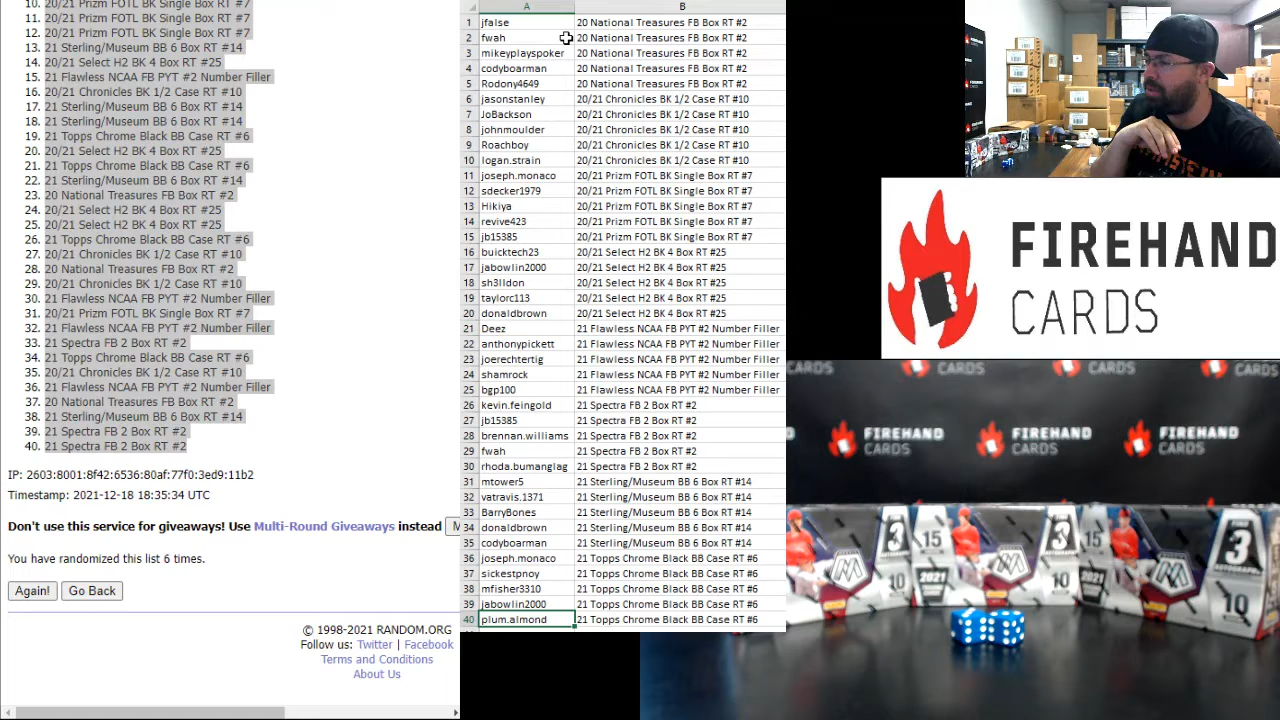 10. 20/21 Prizm FOTL BK Single Box RT #7
11. 20/21 Prizm FOTL BK Single Box RT #7
12. 20/21 Prizm FOTL BK Single Box RT #7
13. 21 Sterling/Museum BB 6 Box RT #14
14. 20/21 Select H2 BK 4 Box RT #25
15. 21 Flawless NCAA FB PYT #2 Number Filler
16. 20/21 Chronicles BK 1/2 Case RT #10
17. 21 Sterling/Museum BB 6 Box RT #14
18. 21 Sterling/Museum BB 6 Box RT #14
19. 21 Topps Chrome Black BB Case RT #6
20. 20/21 Select H2 BK 4 Box RT #25
21. 21 Topps Chrome Black BB Case RT #6
22. 21 Sterling/Museum BB 6 Box RT #14
23. 20 National Treasures FB Box RT #2
24. 20/21 Select H2 BK 4 Box RT #25
25. 20/21 Select H2 BK 4 Box RT #25
26. 21 Topps Chrome Black BB Case RT #6
27. 20/21 Chronicles BK 1/2 Case RT #10
28. 20 National Treasures FB Box RT #2
29. 20/21 Chronicles BK 1/2 Case RT #10
30. 21 Flawless NCAA FB PYT #2 Number Filler
31. 20/21 Prizm FOTL BK Single Box RT #7
32. 21 Flawless NCAA FB PYT #2 Number Filler
33. 21 Spectra FB 2 Box RT #2
34. 21 Topps Chrome Black BB Case RT #6
35. 20/21 Chronicles BK 1/2 Case RT #10
36. 21 Flawless NCAA FB PYT #2 Number Filler
37. 20 National Treasures FB Box RT #2
38. 21 Sterling/Museum BB 6 Box RT #14
39. 21 Spectra FB 2 Box RT #2
40. 21 Spectra FB 2 Box RT #2
IP: 2603:8001:8f42:6536:80af:77f0:3ed9:11b2
Timestamp: 2021-12-18 18:35:34 UTC
Don't use this service for giveaways! Use Multi-Round Giveaways instead
You have randomized this list 6 times.
Again! Go Back
© 1998-2021 RANDOM.ORG
Follow us: Twitter | Facebook
Terms and Conditions
About Us
A B
1 jfalse 20 National Treasures FB Box RT #2
2 fwah 20 National Treasures FB Box RT #2
3 mikeyplayspoker 20 National Treasures FB Box RT #2
4 codyboarman 20 National Treasures FB Box RT #2
5 Rodony4649 20 National Treasures FB Box RT #2
6 jasonstanley 20/21 Chronicles BK 1/2 Case RT #10
7 JoBackson 20/21 Chronicles BK 1/2 Case RT #10
8 johnmoulder 20/21 Chronicles BK 1/2 Case RT #10
9 Roachboy 20/21 Chronicles BK 1/2 Case RT #10
10 logan.strain 20/21 Chronicles BK 1/2 Case RT #10
11 joseph.monaco 20/21 Prizm FOTL BK Single Box RT #7
12 sdecker1979 20/21 Prizm FOTL BK Single Box RT #7
13 Hikiya 20/21 Prizm FOTL BK Single Box RT #7
14 revive423 20/21 Prizm FOTL BK Single Box RT #7
15 jb15385 20/21 Prizm FOTL BK Single Box RT #7
16 buicktech23 20/21 Select H2 BK 4 Box RT #25
17 jabowlin2000 20/21 Select H2 BK 4 Box RT #25
18 sh3lldon 20/21 Select H2 BK 4 Box RT #25
19 taylorc113 20/21 Select H2 BK 4 Box RT #25
20 donaldbrown 20/21 Select H2 BK 4 Box RT #25
21 Deez 21 Flawless NCAA FB PYT #2 Number Filler
22 anthonypickett 21 Flawless NCAA FB PYT #2 Number Filler
23 joerechtertig 21 Flawless NCAA FB PYT #2 Number Filler
24 shamrock 21 Flawless NCAA FB PYT #2 Number Filler
25 bgp100 21 Flawless NCAA FB PYT #2 Number Filler
26 kevin.feingold 21 Spectra FB 2 Box RT #2
27 jb15385 21 Spectra FB 2 Box RT #2
28 brennan.williams 21 Spectra FB 2 Box RT #2
29 fwah 21 Spectra FB 2 Box RT #2
30 rhoda.bumanglag 21 Spectra FB 2 Box RT #2
31 mtower5 21 Sterling/Museum BB 6 Box RT #14
32 vatravis.1371 21 Sterling/Museum BB 6 Box RT #14
33 BarryBones 21 Sterling/Museum BB 6 Box RT #14
34 donaldbrown 21 Sterling/Museum BB 6 Box RT #14
35 codyboarman 21 Sterling/Museum BB 6 Box RT #14
36 joseph.monaco 21 Topps Chrome Black BB Case RT #6
37 sickestpnoy 21 Topps Chrome Black BB Case RT #6
38 mfisher3310 21 Topps Chrome Black BB Case RT #6
39 jabowlin2000 21 Topps Chrome Black BB Case RT #6
40 plum.almond 21 Topps Chrome Black BB Case RT #6
FIREHAND
CARDS
CARDS CARDS CARDS
FIREHAND CARDS
FIREHAND CARDS
FIREHAND CARDS
3 15 10 2021
3 15 10 2021
3 10